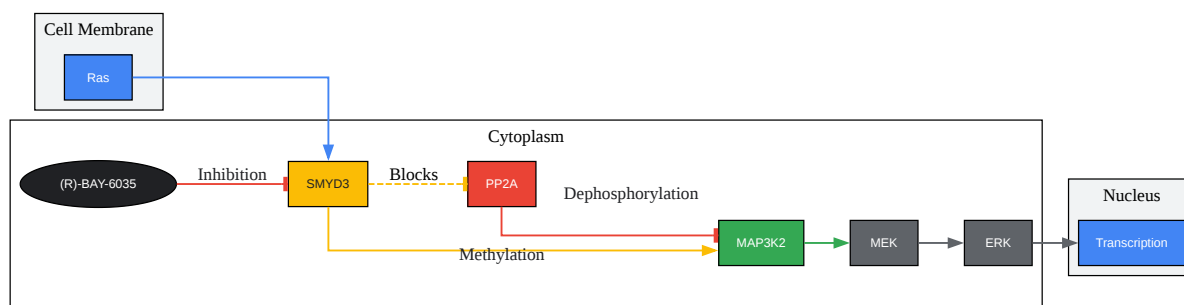 Cell Membrane
Ras
Cytoplasm
(R)-BAY-6035
Inhibition
SMYD3
Blocks
PP2A
Dephosphorylation
Methylation
MAP3K2
MEK
ERK
Nucleus
Transcription